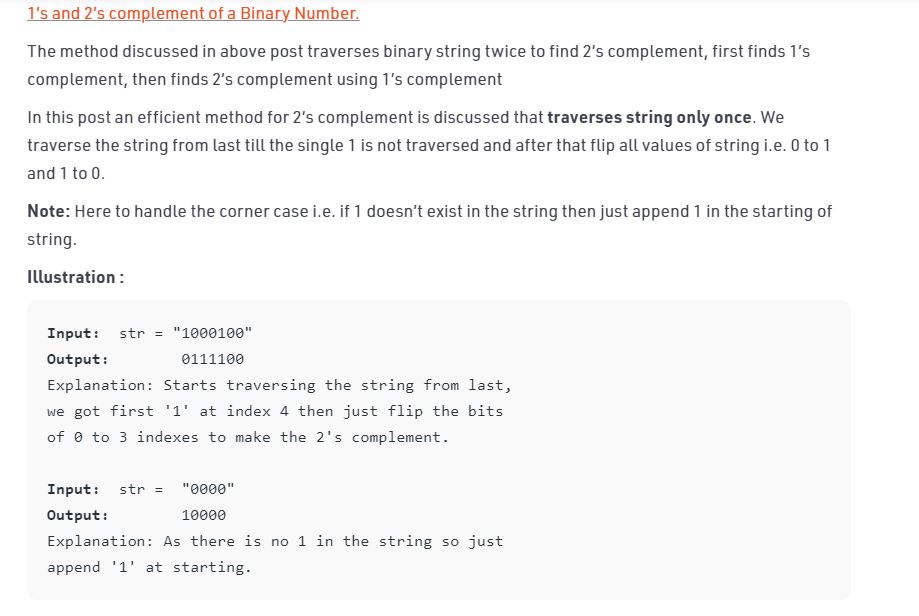 1's and 2's complement of a Binary Number.
The method discussed in above post traverses binary string twice to find 2's complement, first finds 1's
complement, then finds 2's complement using 1's complement
In this post an efficient method for 2's complement is discussed that traverses string only once. We
traverse the string from last till the single 1 is not traversed and after that flip all values of string i.e. 0 to 1
and 1 to 0.
Note: Here to handle the corner case i.e. if 1 doesn't exist in the string then just append 1 in the starting of
string.
Illustration :
Input: str = "1000100"
Output: 0111100
Explanation: Starts traversing the string from last,
we got first '1' at index 4 then just flip the bits
of 0 to 3 indexes to make the 2's complement.
Input: str = "0000"
Output: 10000
Explanation: As there is no 1 in the string so just
append '1' at starting.